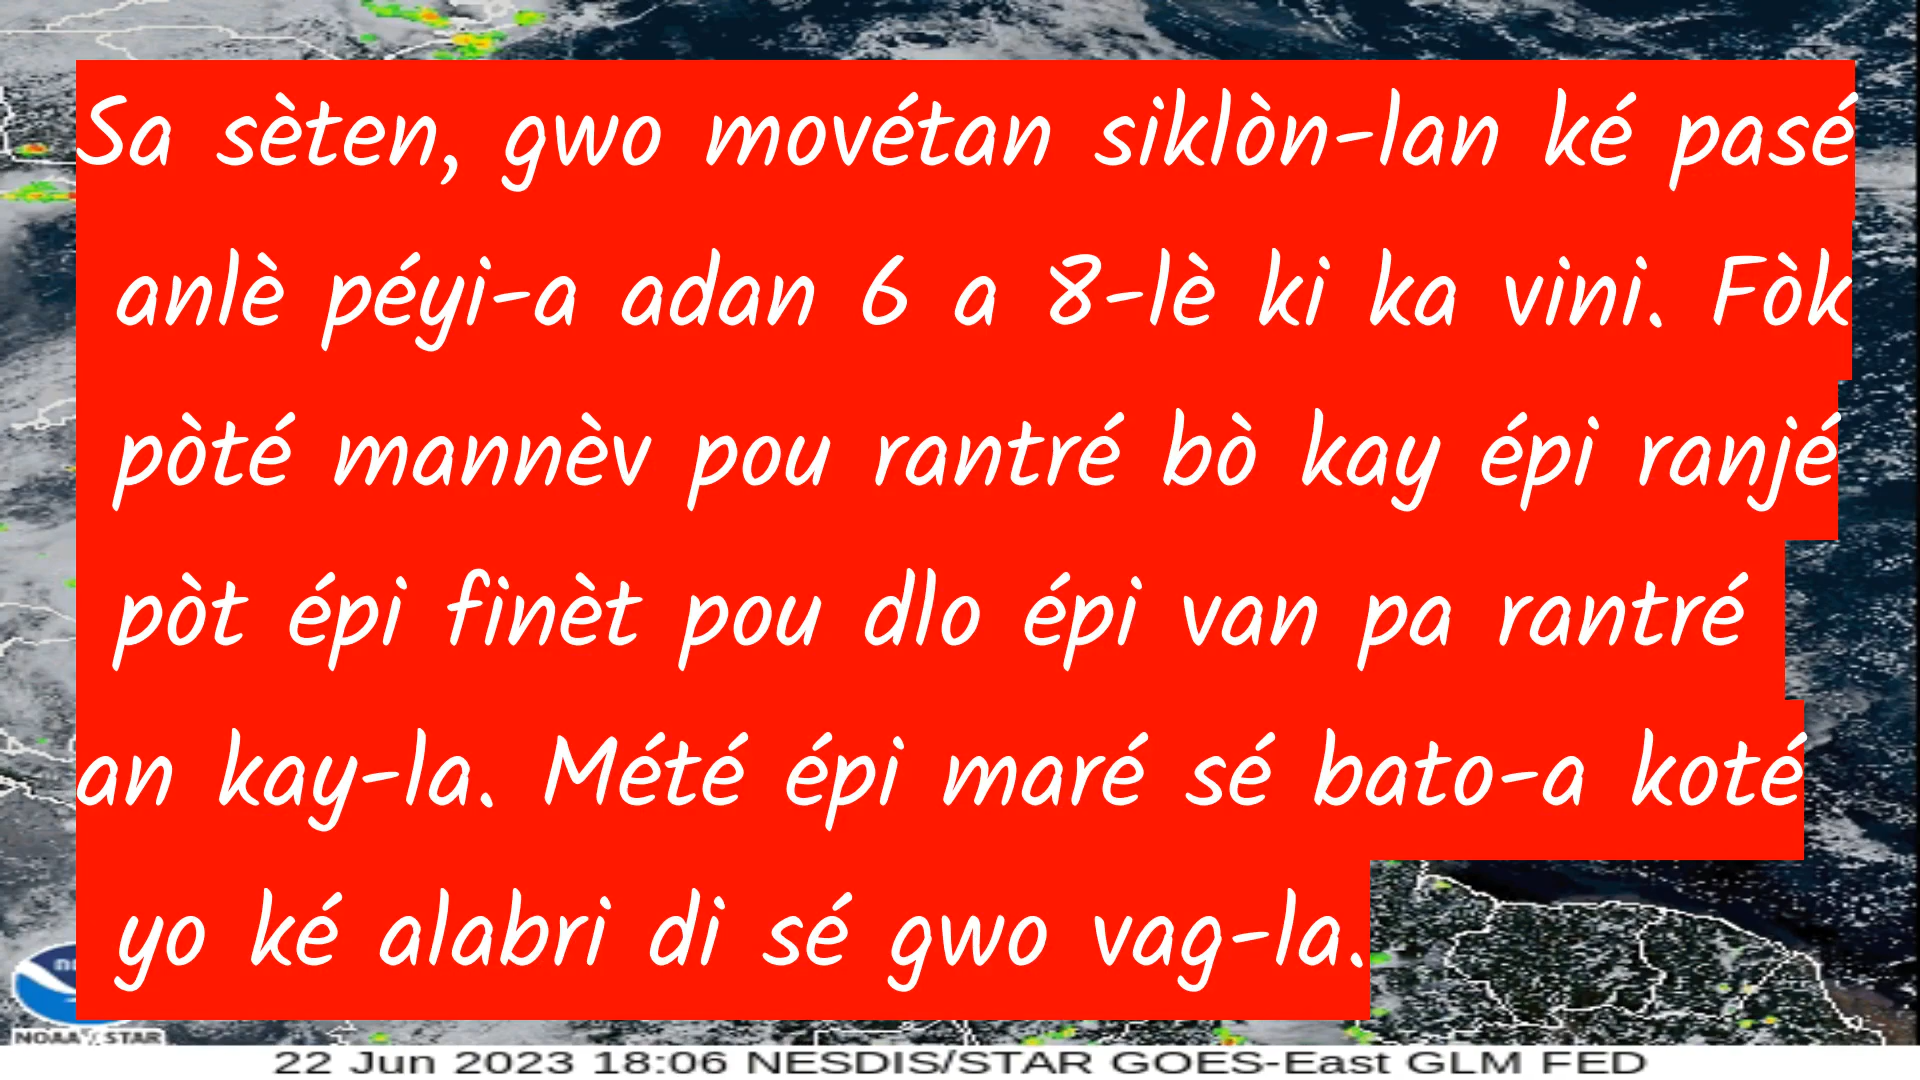 Sa sèten, gwo movétan siklòn-lan ké pasé
anlè péyi-a adan 6 a 8-lè ki ka vini. Fòk
pòté mannèv pou rantré bò kay épi ranjé
pòt épi finèt pou dlo épi van pa rantré
an kay-la. Mété épi maré sé bato-a koté
yo ké alabri di sé gwo vag-la.
NOAA STAR
22 Jun 2023 18:06 NESDIS/STAR GOES-East GLM FED